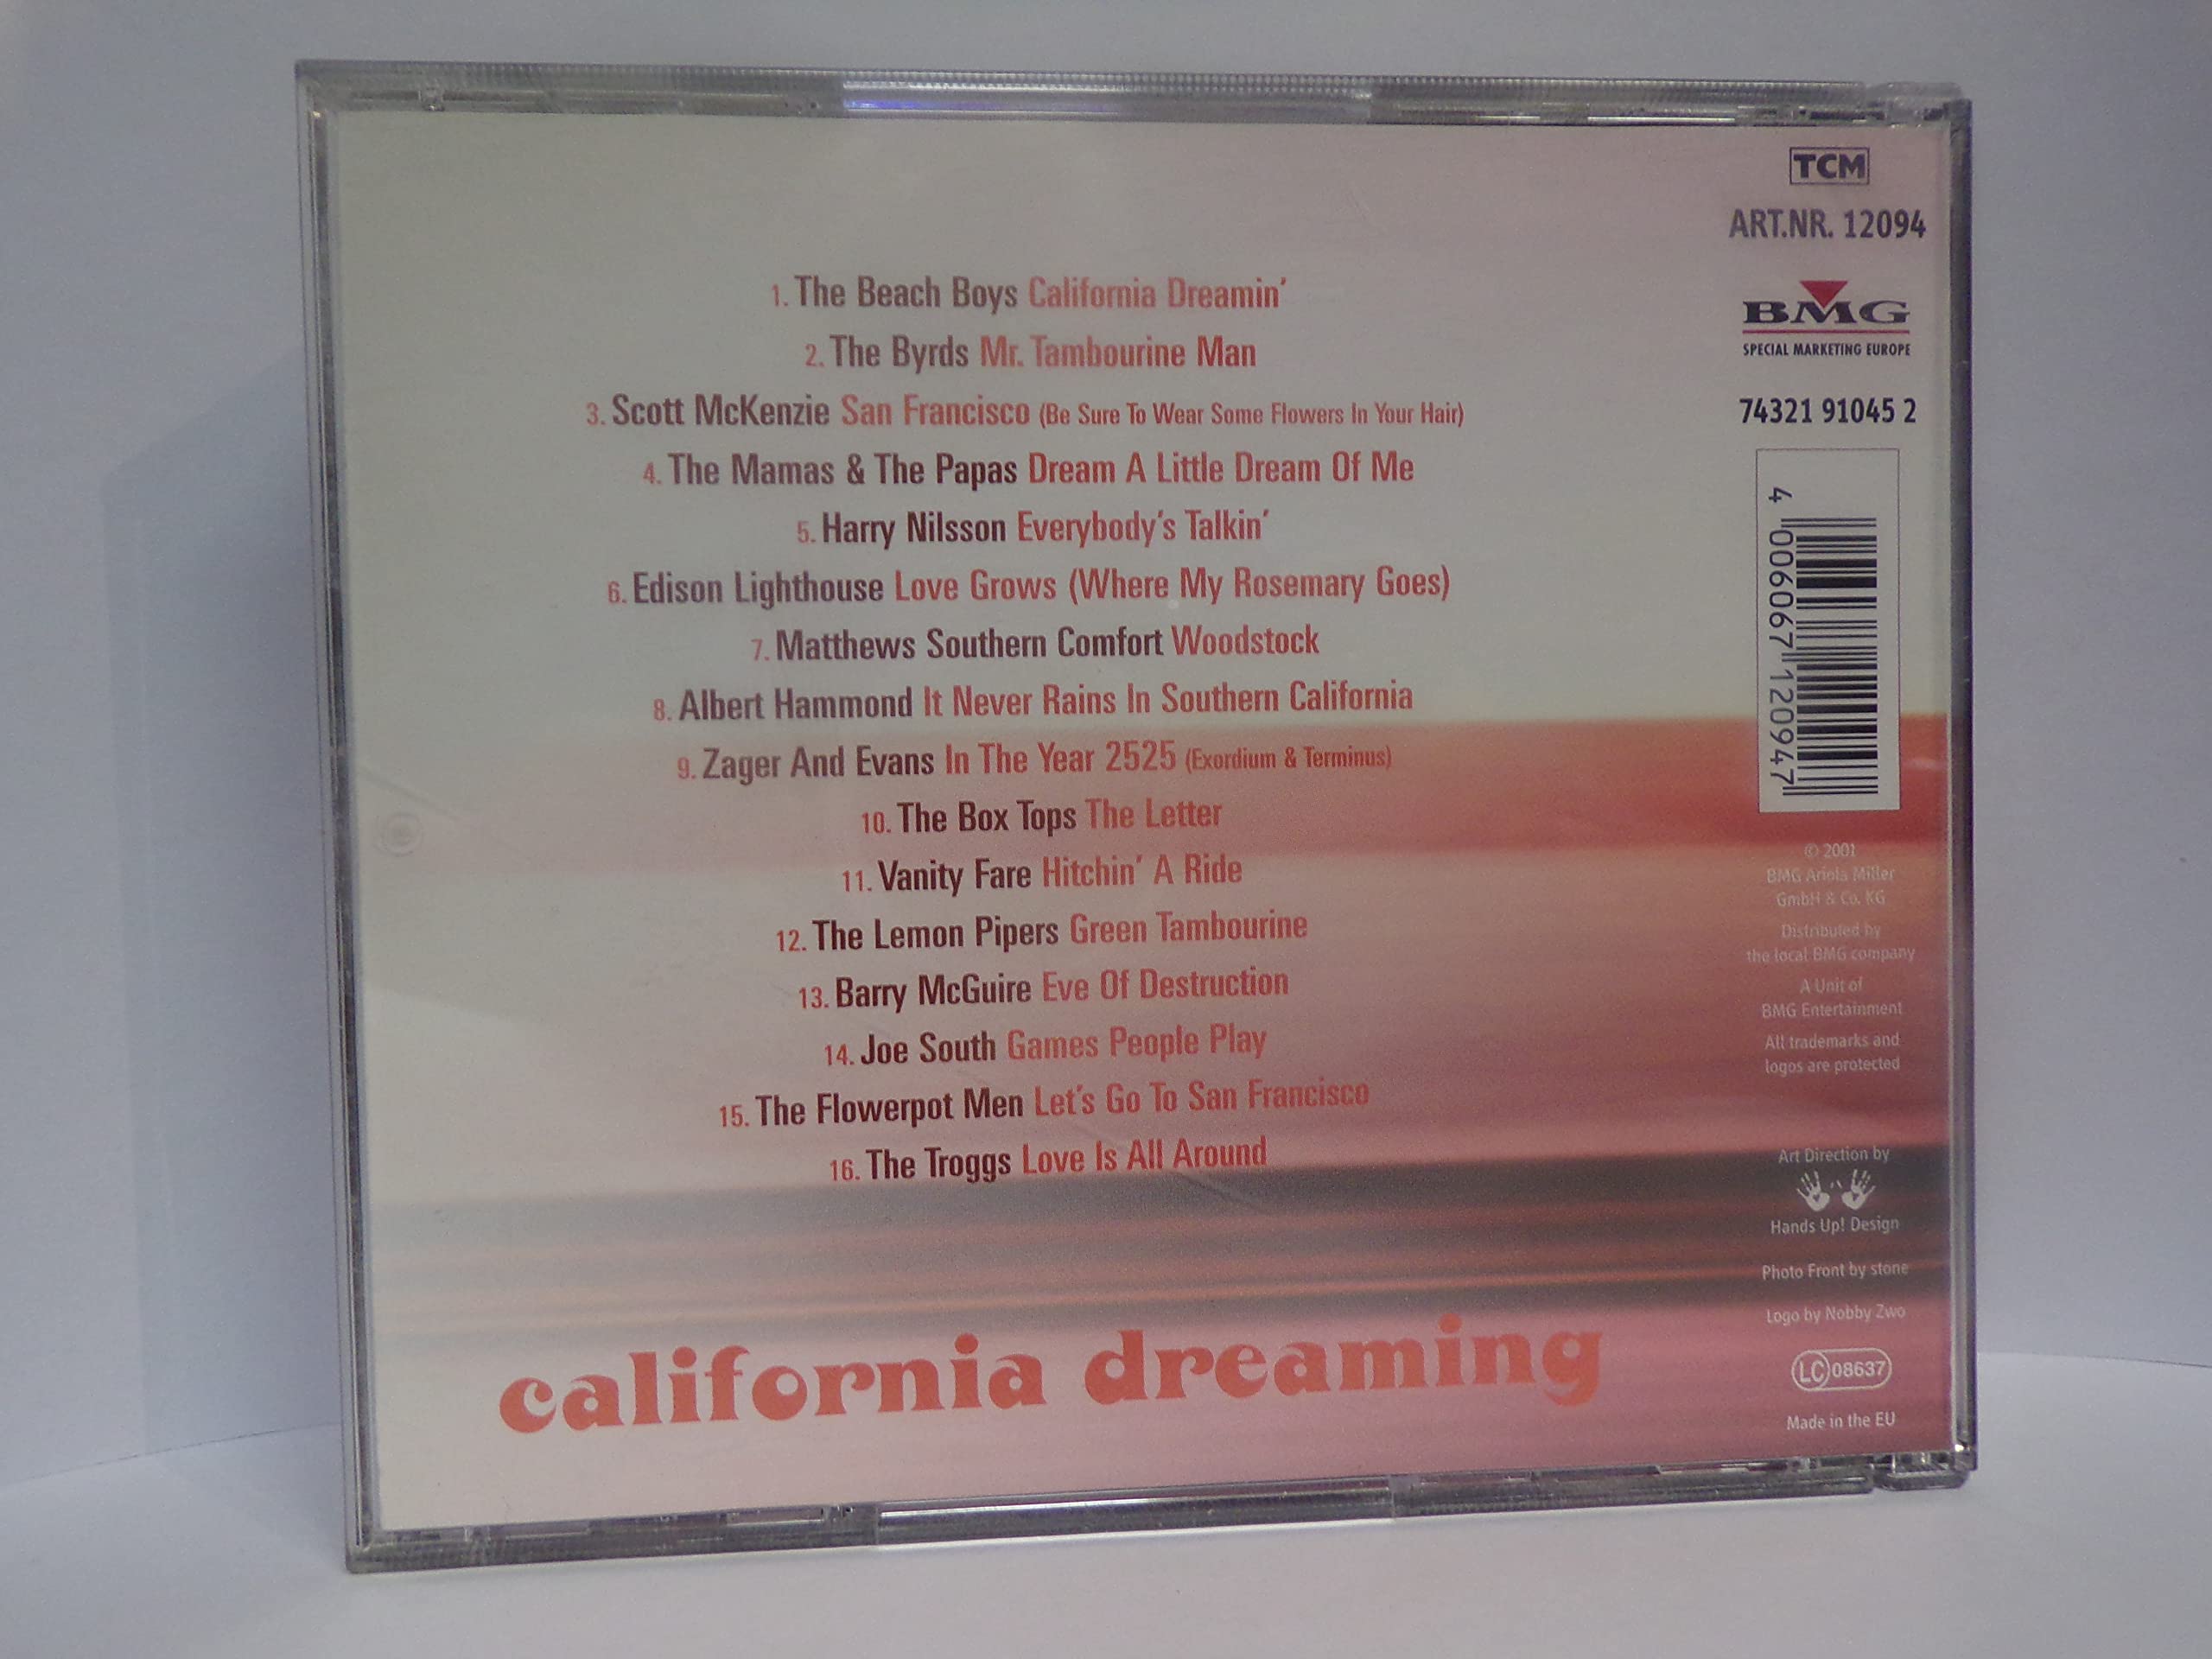 1. The Beach Boys California Dreamin'
2. The Byrds Mr. Tambourine Man
3. Scott McKenzie San Francisco (Be Sure To Wear Some Flowers In Your Hair)
4. The Mamas & The Papas Dream A Little Dream Of Me
5. Harry Nilsson Everybody's Talkin'
6. Edison Lighthouse Love Grows (Where My Rosemary Goes)
7. Matthews Southern Comfort Woodstock
8. Albert Hammond It Never Rains In Southern California
9. Zager And Evans In The Year 2525 (Exordium & Terminus)
10. The Box Tops The Letter
11. Vanity Fare Hitchin' A Ride
12. The Lemon Pipers Green Tambourine
13. Barry McGuire Eve Of Destruction
14. Joe South Games People Play
15. The Flowerpot Men Let's Go To San Francisco
16. The Troggs Love Is All Around
california dreaming
TCM
ART.NR. 12094
BMG
SPECIAL MARKETING EUROPE
74321 91045 2
4 006067 120947
© 2001
BMG Ariola Miller
GmbH & Co. KG
Distributed by
the local BMG company
A Unit of
BMG Entertainment
All trademarks and
logos are protected
Art Direction by
Hands Up! Design
Photo Front by stone
Logo by Nobby Zwo
LC 08637
Made in the EU